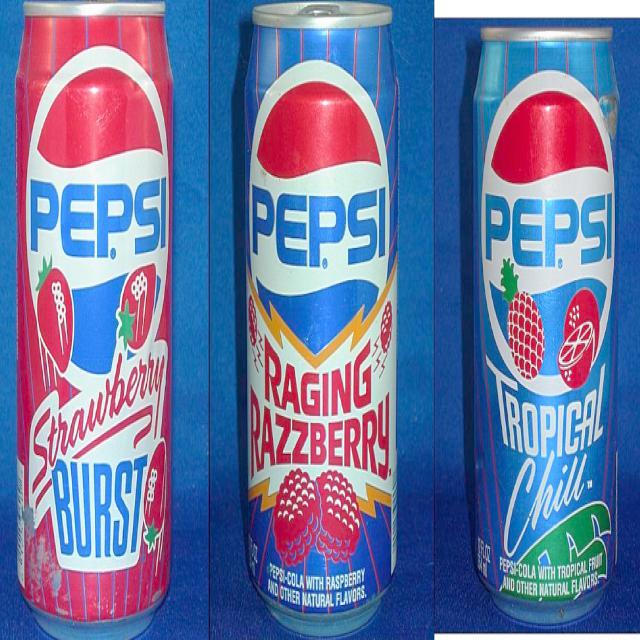 PEPSI
Strawberry
BURST
PEPSI
RAGING
RAZZBERRY
PEPSI-COLA WITH RASPBERRY
AND OTHER NATURAL FLAVORS.
PEPSI
TROPICAL
Chill™
PEPSI-COLA WITH TROPICAL FRUIT
AND OTHER NATURAL FLAVORS.